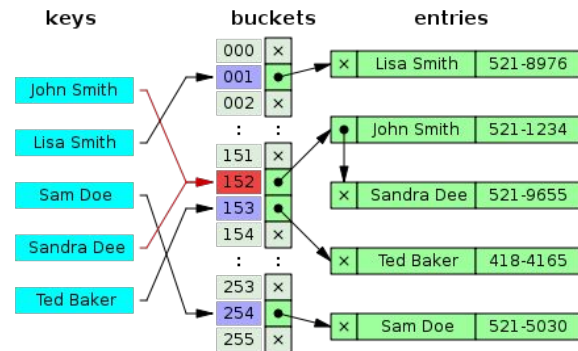 keys
buckets
entries
John Smith
Lisa Smith
Sam Doe
Sandra Dee
Ted Baker
000 ×
001
002 ×
: :
151 ×
152
153
154 ×
: :
253 ×
254
255 ×
× Lisa Smith 521-8976
John Smith 521-1234
× Sandra Dee 521-9655
× Ted Baker 418-4165
× Sam Doe 521-5030